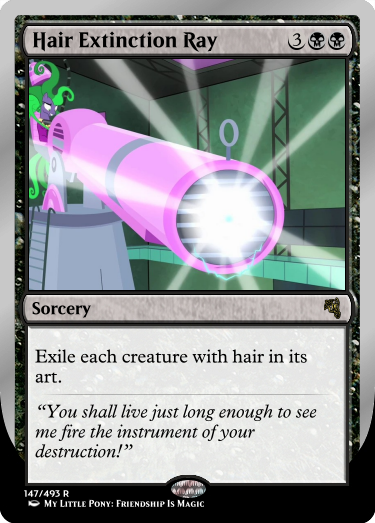 Hair Extinction Ray 3
Sorcery
Exile each creature with hair in its
art.
“You shall live just long enough to see
me fire the instrument of your
destruction!”
147/493 R
My Little Pony: Friendship Is Magic